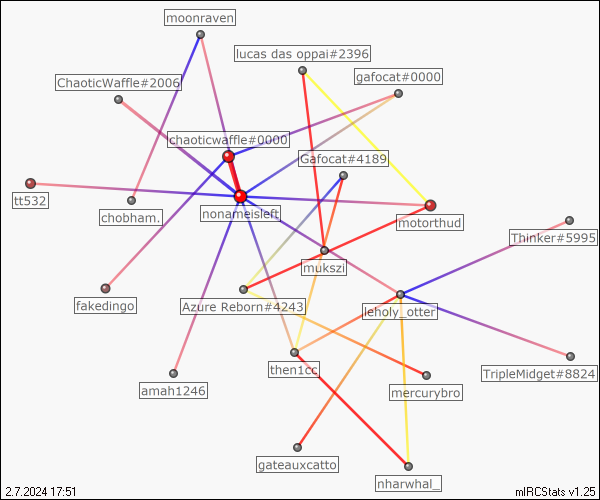 moonraven
lucas das oppai#2396
gafocat#0000
ChaoticWaffle#2006
chaoticwaffle#0000
Gafocat#4189
tt532
chobham.
nonameisleft
motorthud
Thinker#5995
mukszi
fakedingo
Azure Reborn#4243
leholy_otter
then1cc
TripleMidget#8824
amah1246
mercurybro
gateauxcatto
nharwhal_
2.7.2024 17:51
mIRCStats v1.25